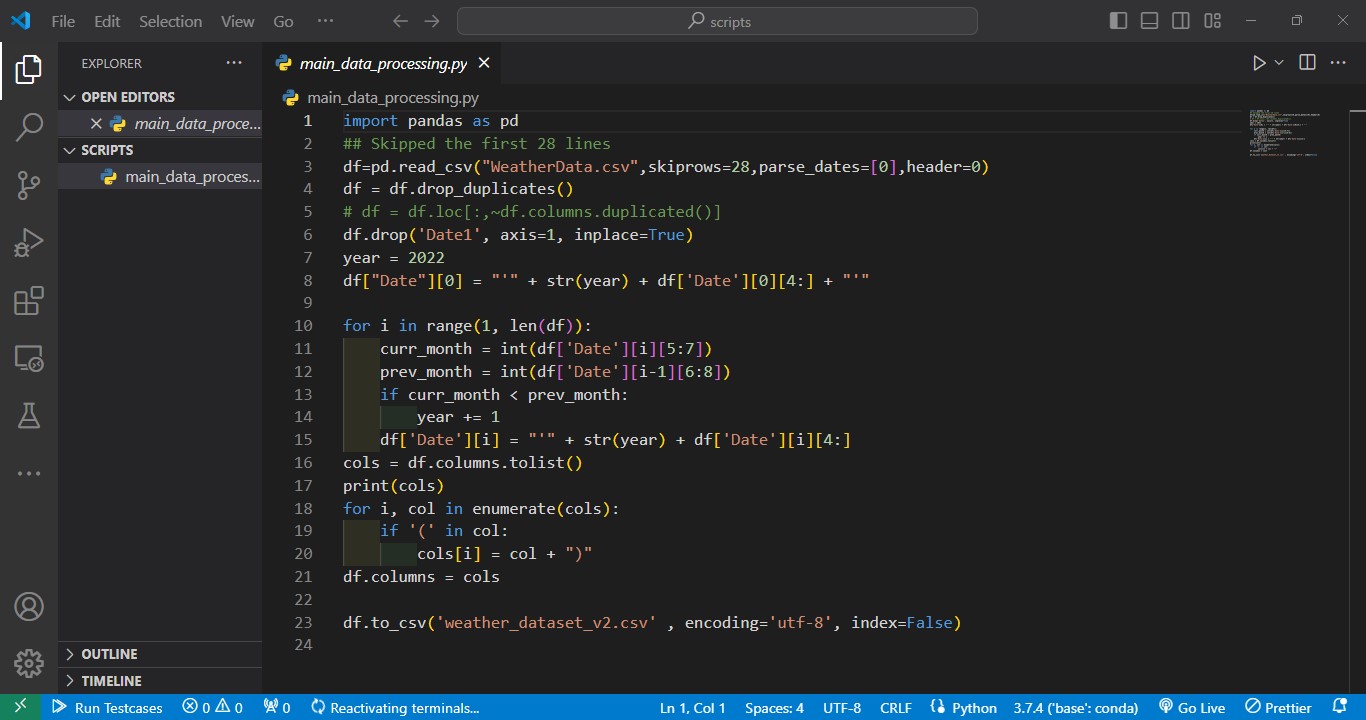 File Edit Selection View Go ··· scripts
EXPLORER ···
main_data_processing.py
OPEN EDITORS
main_data_proce...
SCRIPTS
main_data_proces...
main_data_processing.py
1 import pandas as pd
2 ## Skipped the first 28 lines
3 df=pd.read_csv("WeatherData.csv",skiprows=28,parse_dates=[0],header=0)
4 df = df.drop_duplicates()
5 # df = df.loc[:,~df.columns.duplicated()]
6 df.drop('Date1', axis=1, inplace=True)
7 year = 2022
8 df["Date"][0] = "'" + str(year) + df['Date'][0][4:] + "'"
9
10 for i in range(1, len(df)):
11     curr_month = int(df['Date'][i][5:7])
12     prev_month = int(df['Date'][i-1][6:8])
13     if curr_month < prev_month:
14         year += 1
15     df['Date'][i] = "'" + str(year) + df['Date'][i][4:]
16 cols = df.columns.tolist()
17 print(cols)
18 for i, col in enumerate(cols):
19     if '(' in col:
20         cols[i] = col + ")"
21 df.columns = cols
22
23 df.to_csv('weather_dataset_v2.csv' , encoding='utf-8', index=False)
24
OUTLINE
TIMELINE
Run Testcases 0 0 0 Reactivating terminals... Ln 1, Col 1 Spaces: 4 UTF-8 CRLF Python 3.7.4 ('base': conda) Go Live Prettier